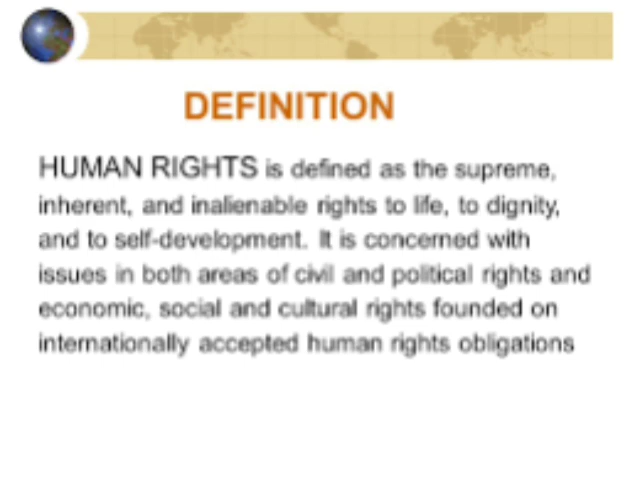 DEFINITION
HUMAN RIGHTS is defined as the supreme,
inherent, and inalienable rights to life, to dignity,
and to self-development. It is concerned with
issues in both areas of civil and political rights and
economic, social and cultural rights founded on
internationally accepted human rights obligations